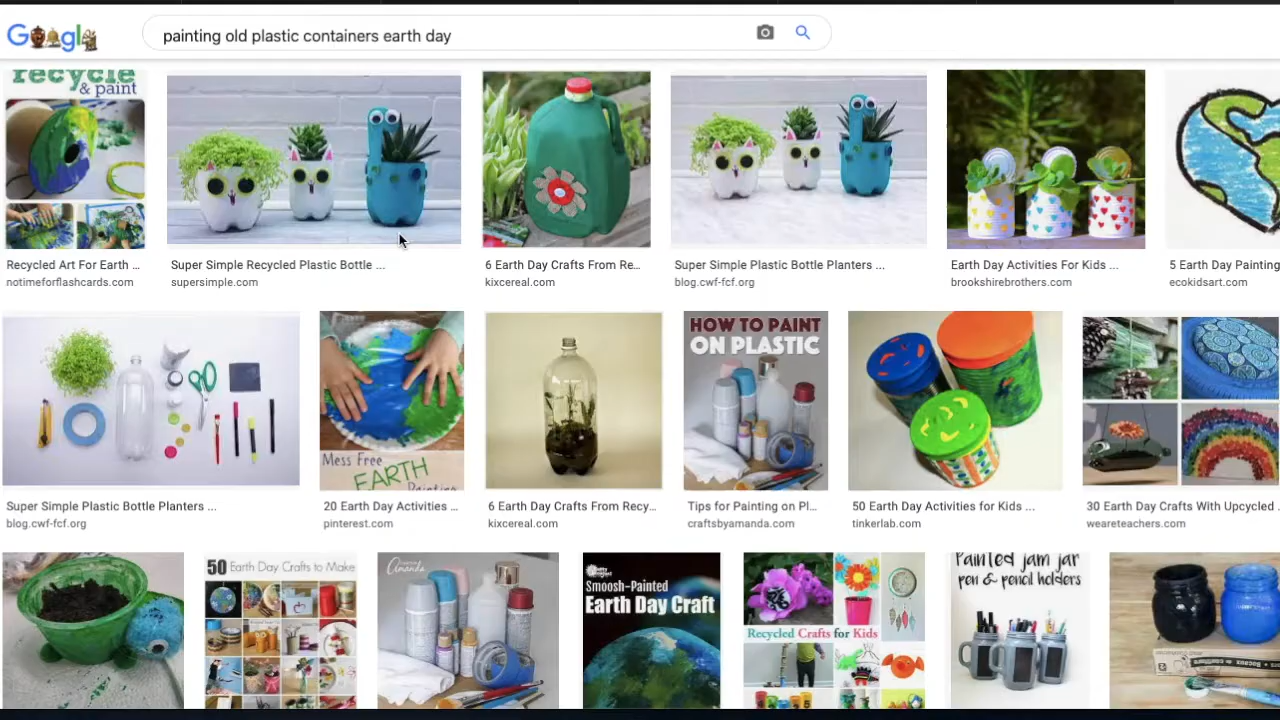 Google
painting old plastic containers earth day
recycle
& paint
Recycled Art For Earth ...
notimeforflashcards.com
Super Simple Recycled Plastic Bottle ...
supersimple.com
6 Earth Day Crafts From Re...
kixcereal.com
Super Simple Plastic Bottle Planters ...
blog.cwf-fcf.org
Earth Day Activities For Kids ...
brookshirebrothers.com
5 Earth Day Painting
ecokidsart.com
Mess Free
EARTH
Painting
HOW TO PAINT
ON PLASTIC
Super Simple Plastic Bottle Planters ...
blog.cwf-fcf.org
20 Earth Day Activities ...
pinterest.com
6 Earth Day Crafts From Recy...
kixcereal.com
Tips for Painting on Pl...
craftsbyamanda.com
50 Earth Day Activities for Kids ...
tinkerlab.com
30 Earth Day Crafts With Upcycled
weareteachers.com
50 Earth Day Crafts to Make
Amanda
Smoosh-Painted
Earth Day Craft
Recycled Crafts for Kids
Painted jam jar
pen & pencil holders